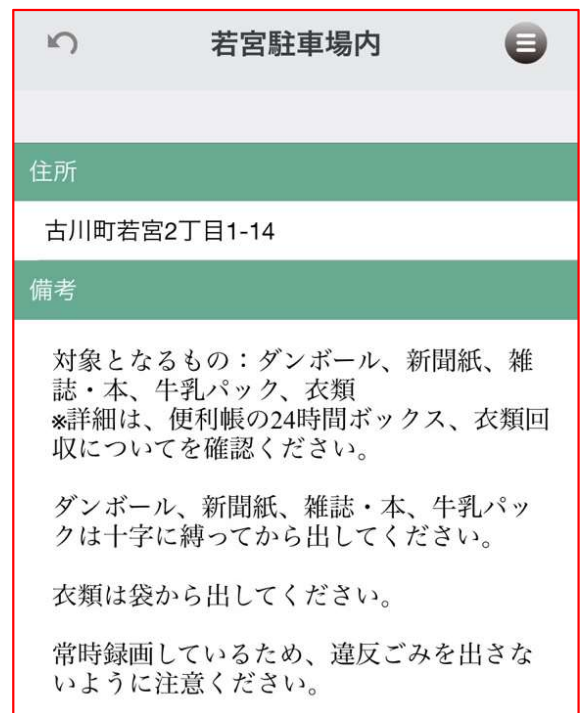 若宮駐車場内
住所
古川町若宮2丁目1-14
備考
対象となるもの：ダンボール、新聞紙、雑
誌・本、牛乳パック、衣類
※詳細は、便利帳の24時間ボックス、衣類回
収についてを確認ください。
ダンボール、新聞紙、雑誌・本、牛乳パッ
クは十字に縛ってから出してください。
衣類は袋から出してください。
常時録画しているため、違反ごみを出さな
いように注意ください。